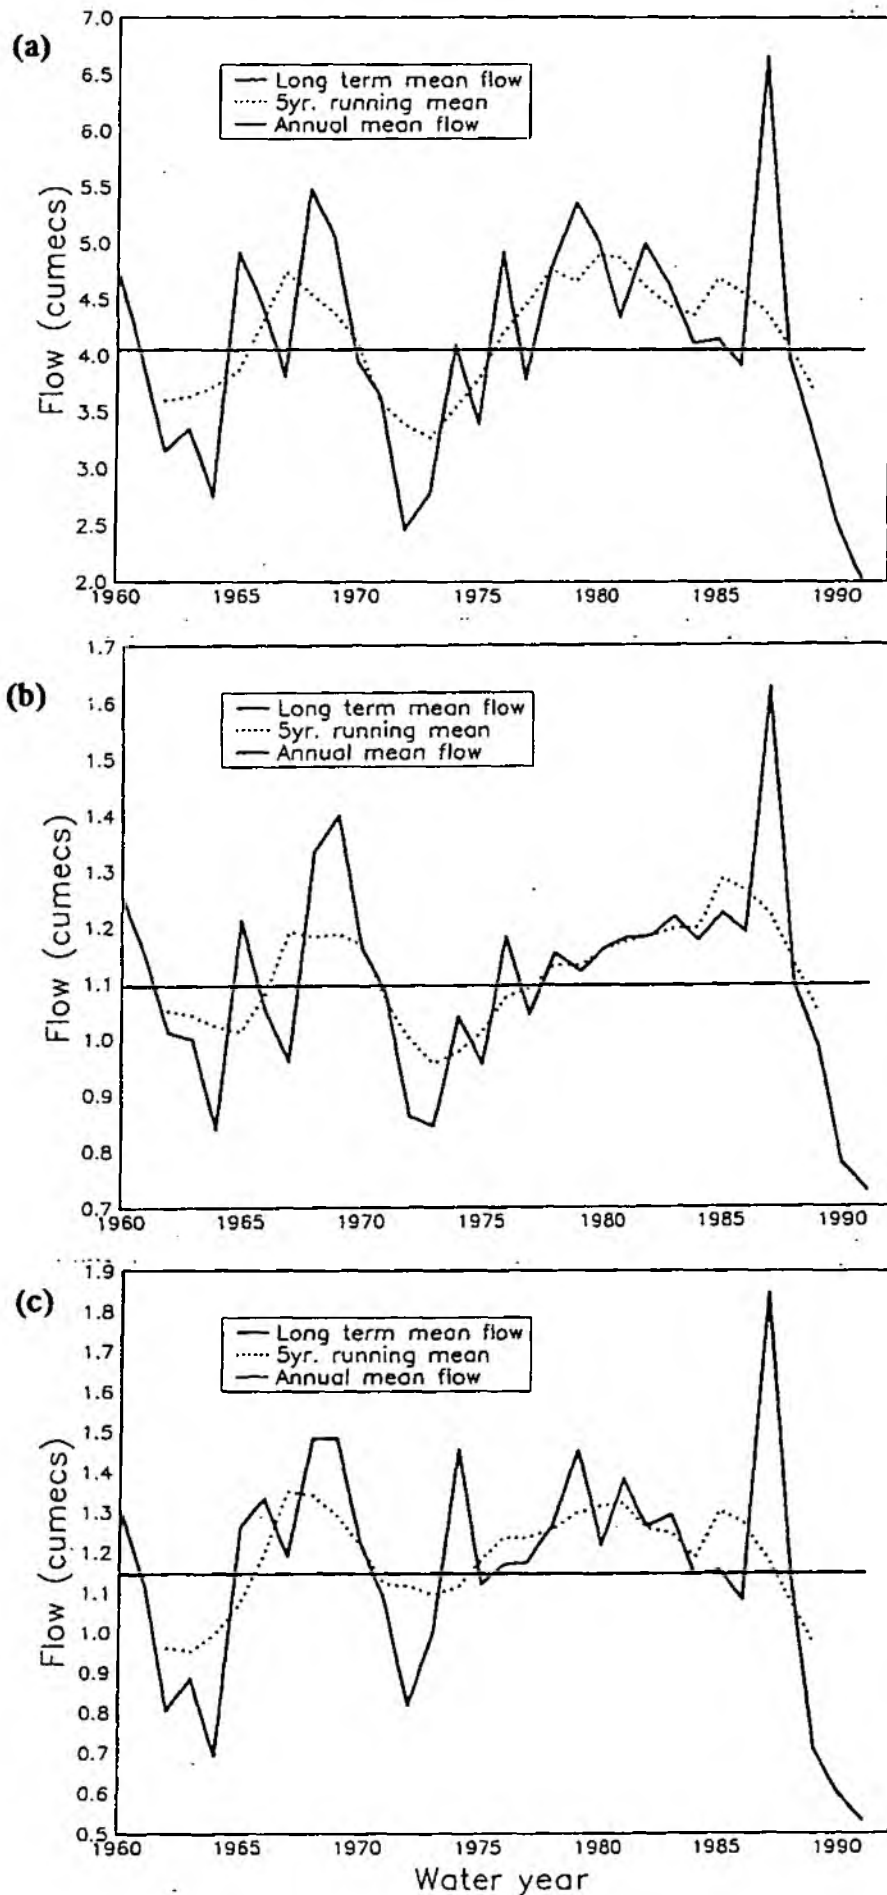 (a)
7.0
6.5
6.0
5.5
5.0
4.5
4.0
3.5
3.0
2.5
2.0
Flow (cumecs)
Long term mean flow
5yr. running mean
Annual mean flow
1960 1965 1970 1975 1980 1985 1990
(b)
1.7
1.6
1.5
1.4
1.3
1.2
1.1
1.0
0.9
0.8
0.7
Flow (cumecs)
Long term mean flow
5yr. running mean
Annual mean flow
1960 1965 1970 1975 1980 1985 1990
(c)
1.9
1.8
1.7
1.6
1.5
1.4
1.3
1.2
1.1
1.0
0.9
0.8
0.7
0.6
0.5
Flow (cumecs)
Long term mean flow
5yr. running mean
Annual mean flow
1960 1965 1970 1975 1980 1985 1990
Water year